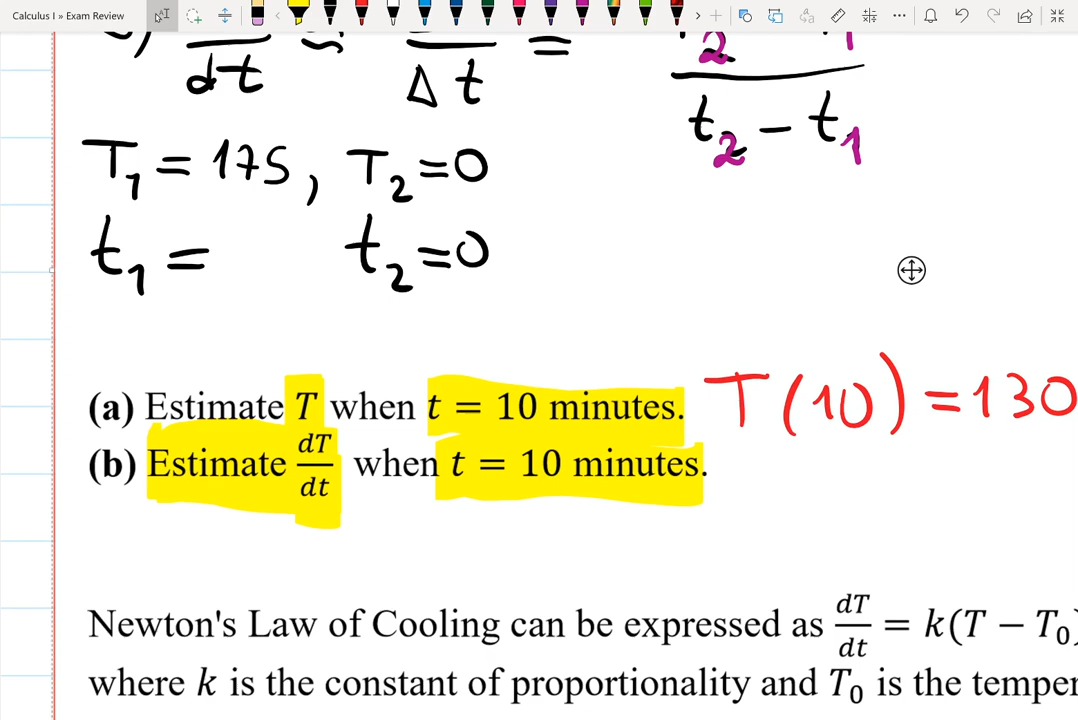 Calculus I » Exam Review
dt ≈ Δt = 2 1
t2 – t1
T1 = 175, T2 = 0
t1 = t2 = 0
(a) Estimate T when t = 10 minutes. T(10) = 130
(b) Estimate dT/dt when t = 10 minutes.
Newton's Law of Cooling can be expressed as dT/dt = k(T − T0)
where k is the constant of proportionality and T0 is the temper